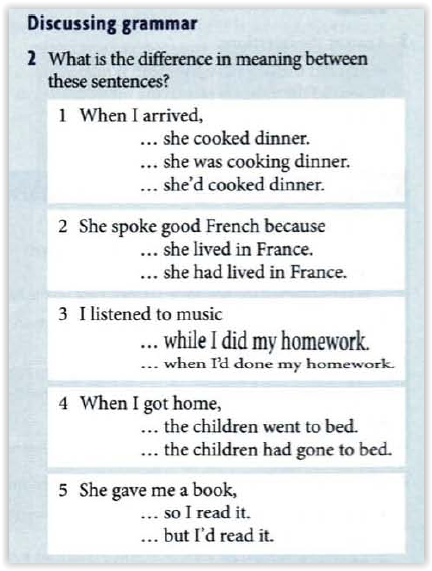 Discussing grammar
2 What is the difference in meaning between
these sentences?
1 When I arrived,
... she cooked dinner.
... she was cooking dinner.
... she'd cooked dinner.
2 She spoke good French because
... she lived in France.
... she had lived in France.
3 I listened to music
... while I did my homework.
... when I'd done my homework.
4 When I got home,
... the children went to bed.
... the children had gone to bed.
5 She gave me a book,
... so I read it.
... but I'd read it.